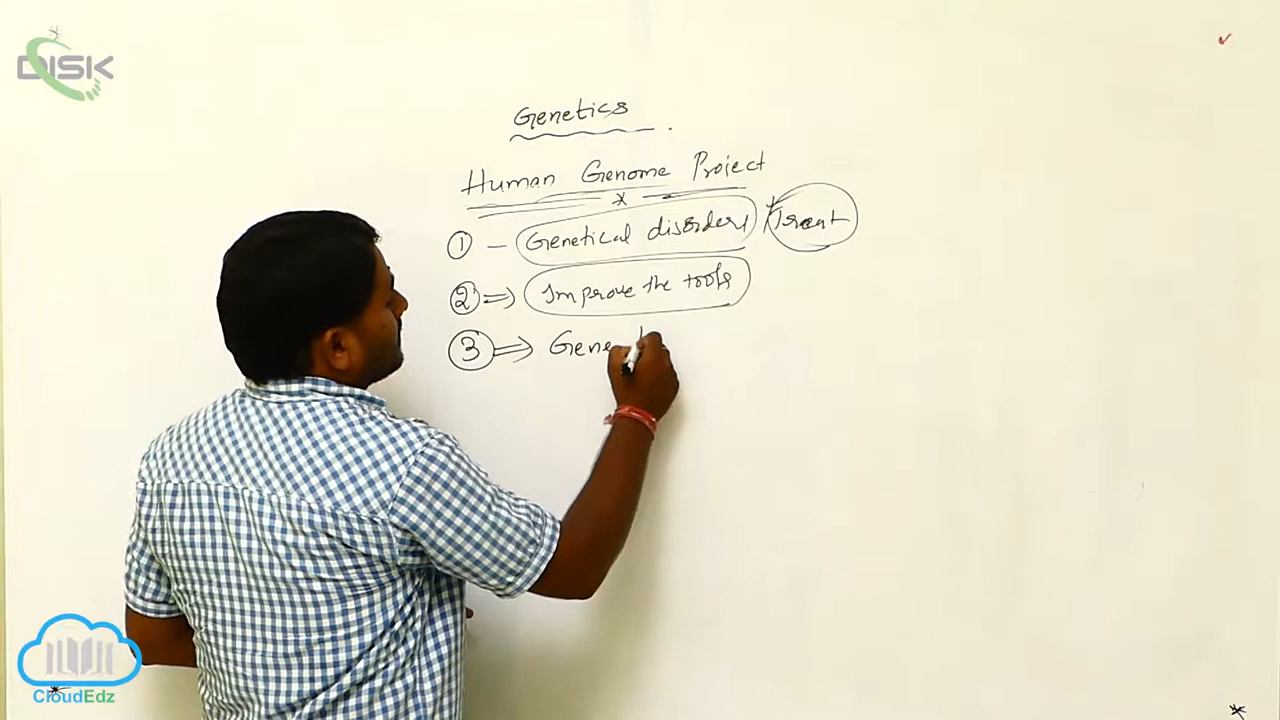 DISK
Genetics
Human Genome Project
① - Genetical disorders (Treat
② ⇒ Improve the tools
③ ⇒ Gene
CloudEdz